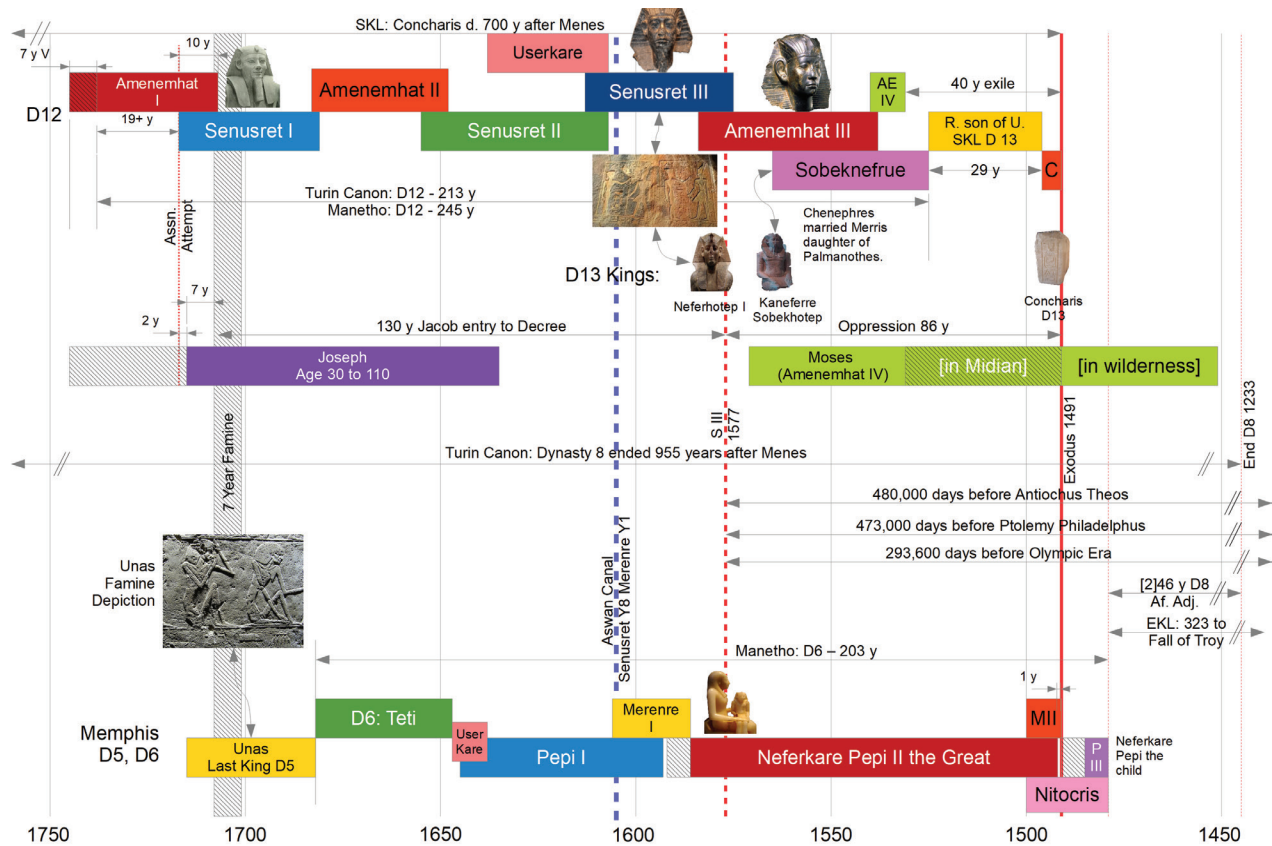 SKL: Concharis d. 700 y after Menes
10 y
7 y V
Userkare
Amenemhat
I
Amenemhat II
Senusret III
AE
IV
40 y exile
D12
19+ y
Senusret I
Senusret II
Amenemhat III
R. son of U.
SKL D 13
Sobeknefrue
29 y
C
Turin Canon: D12 - 213 y
Manetho: D12 - 245 y
Assn.
Attempt
Chenephres
married Merris
daughter of
Palmanothes.
D13 Kings:
Neferhotep I
Kaneferre
Sobekhotep
Concharis
D13
7 y
2 y
130 y Jacob entry to Decree
Oppression 86 y
Joseph
Age 30 to 110
Moses
(Amenemhat IV)
[in Midian]
[in wilderness]
7 Year Famine
S III
1577
Exodus 1491
End D8 1233
Turin Canon: Dynasty 8 ended 955 years after Menes
480,000 days before Antiochus Theos
473,000 days before Ptolemy Philadelphus
293,600 days before Olympic Era
Unas
Famine
Depiction
Aswan Canal
Senusret Y8 Merenre Y1
[2]46 y D8
Af. Adj.
EKL: 323 to
Fall of Troy
Manetho: D6 – 203 y
1 y
Memphis
D5, D6
D6: Teti
User
Kare
Merenre
I
MII
Unas
Last King D5
Pepi I
Neferkare Pepi II the Great
P
III
Neferkare
Pepi the
child
Nitocris
1750
1700
1650
1600
1550
1500
1450